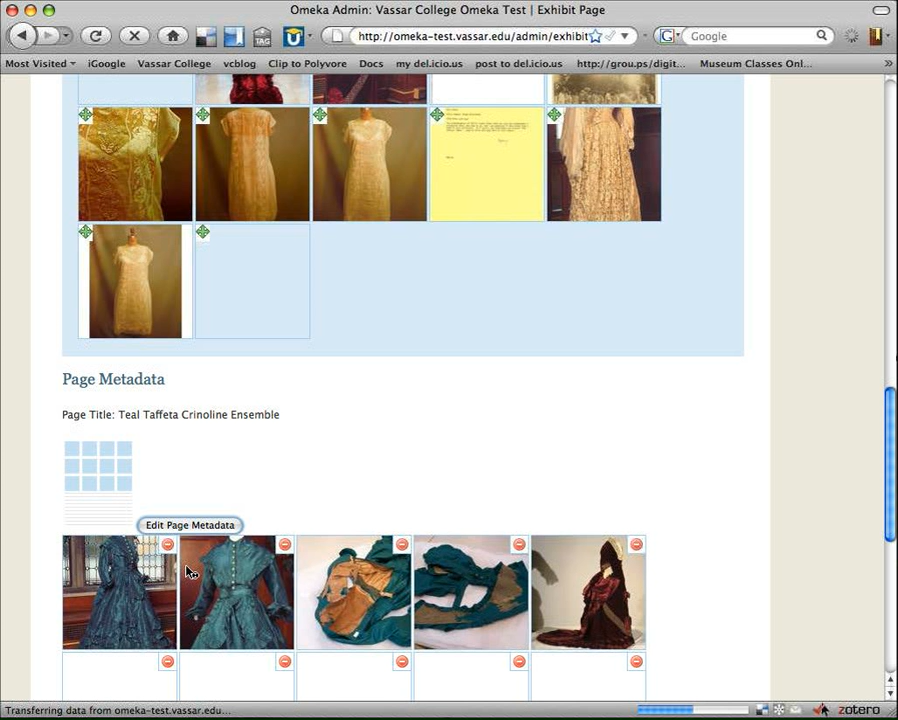 Omeka Admin: Vassar College Omeka Test | Exhibit Page
http://omeka-test.vassar.edu/admin/exhibit
Google
Most Visited iGoogle Vassar College vcblog Clip to Polyvore Docs my del.icio.us post to del.icio.us http://grou.ps/digit... Museum Classes Onl...
Page Metadata
Page Title: Teal Taffeta Crinoline Ensemble
Edit Page Metadata
Transferring data from omeka-test.vassar.edu...
zotero